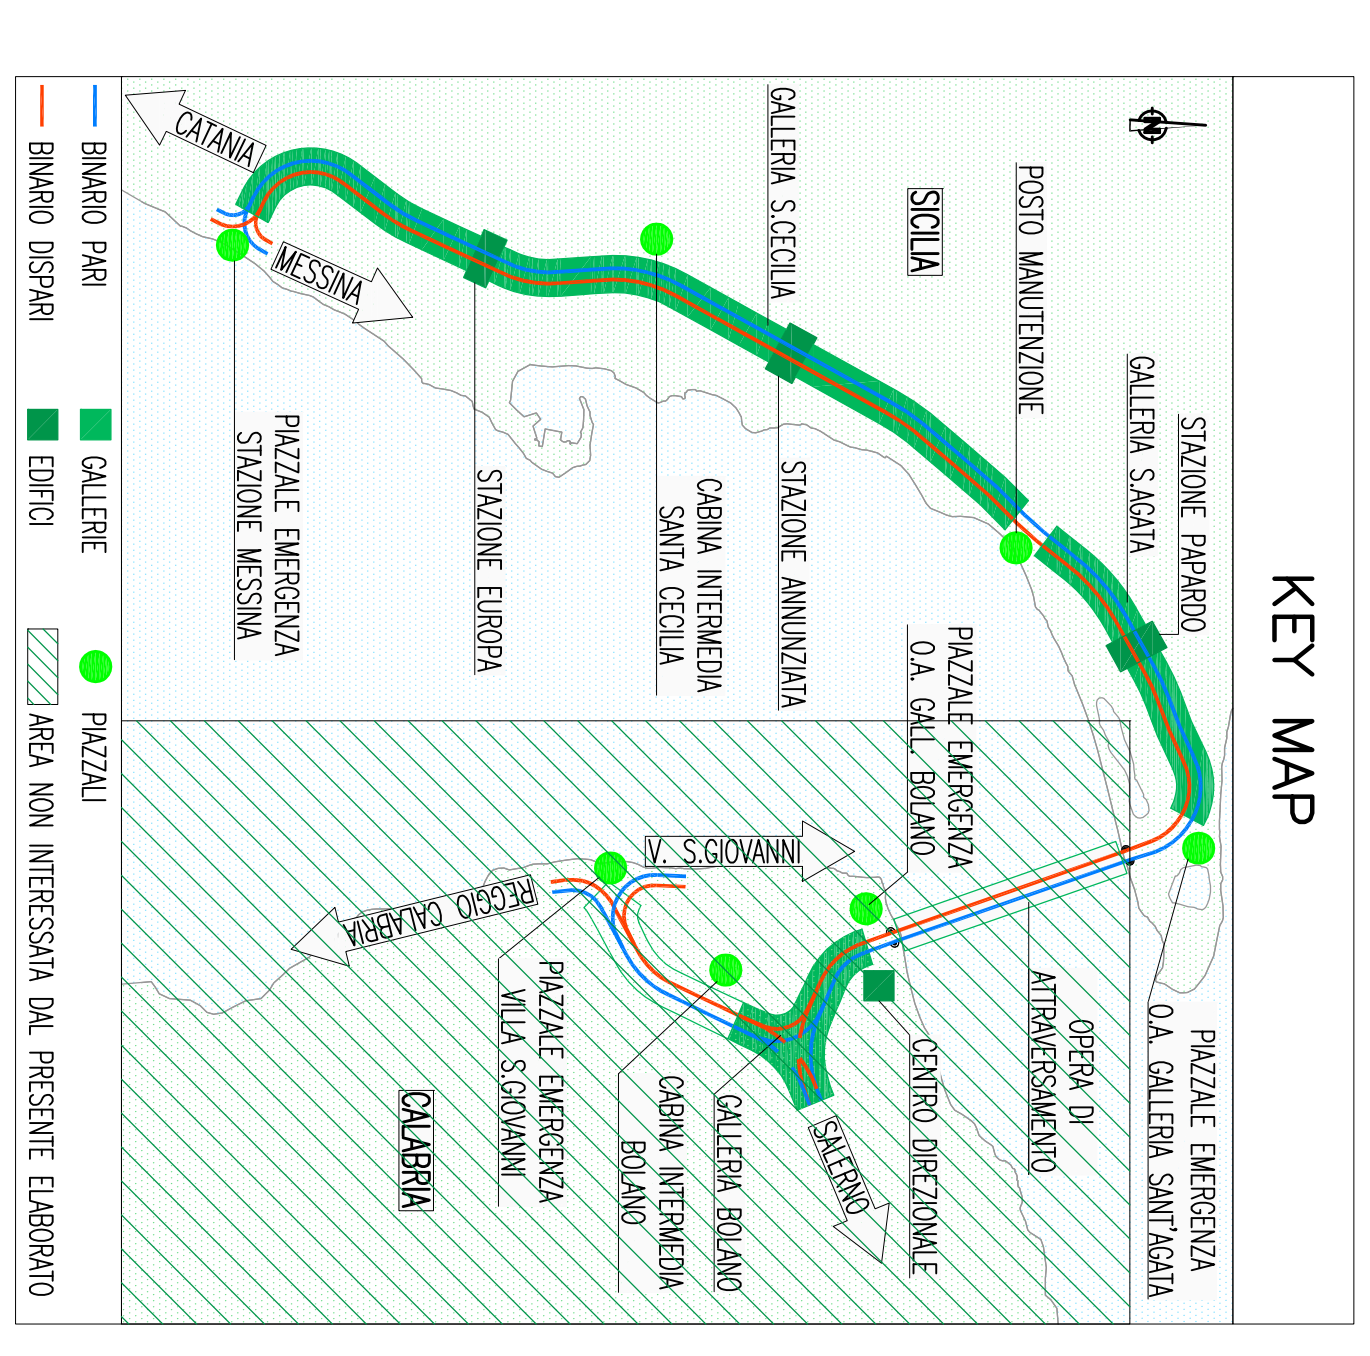 KEY MAP
N
STAZIONE PAPARDO
GALLERIA S.AGATA
POSTO MANUTENZIONE
SICILIA
GALLERIA S.CECILIA
CATANIA
MESSINA
PIAZZALE EMERGENZA
STAZIONE MESSINA
STAZIONE EUROPA
CABINA INTERMEDIA
SANTA CECILIA
STAZIONE ANNUNZIATA
PIAZZALE EMERGENZA
O.A. GALL. BOLANO
PIAZZALE EMERGENZA
O.A. GALLERIA SANT'AGATA
OPERA DI
ATTRAVERSAMENTO
CENTRO DIREZIONALE
V. S.GIOVANNI
REGGIO CALABRIA
SALERNO
GALLERIA BOLANO
CABINA INTERMEDIA
BOLANO
PIAZZALE EMERGENZA
VILLA S.GIOVANNI
CALABRIA
BINARIO PARI
GALLERIE
PIAZZALI
BINARIO DISPARI
EDIFICI
AREA NON INTERESSATA DAL PRESENTE ELABORATO